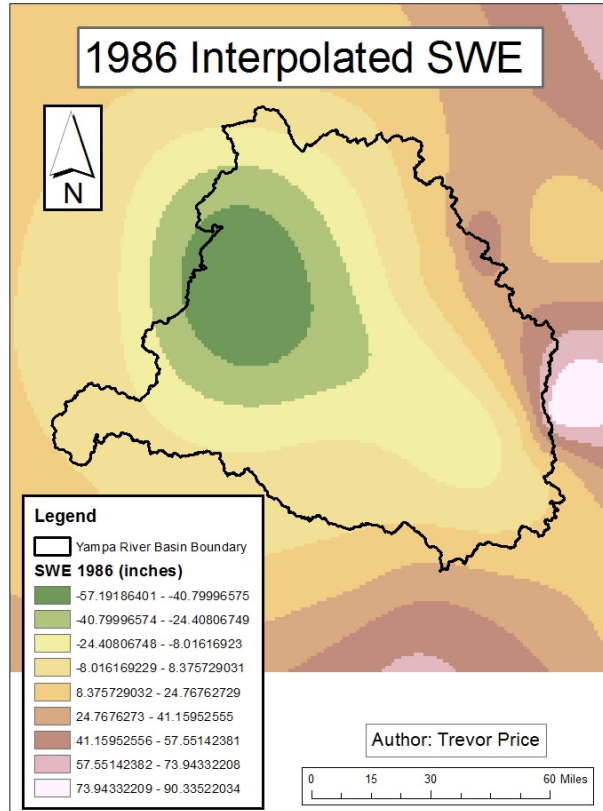 1986 Interpolated SWE
N
Legend
Yampa River Basin Boundary
SWE 1986 (inches)
-57.19186401 - -40.79996575
-40.79996574 - -24.40806749
-24.40806748 - -8.01616923
-8.016169229 - 8.375729031
8.375729032 - 24.76762729
24.7676273 - 41.15952555
41.15952556 - 57.55142381
57.55142382 - 73.94332208
73.94332209 - 90.33522034
Author: Trevor Price
0 15 30 60 Miles